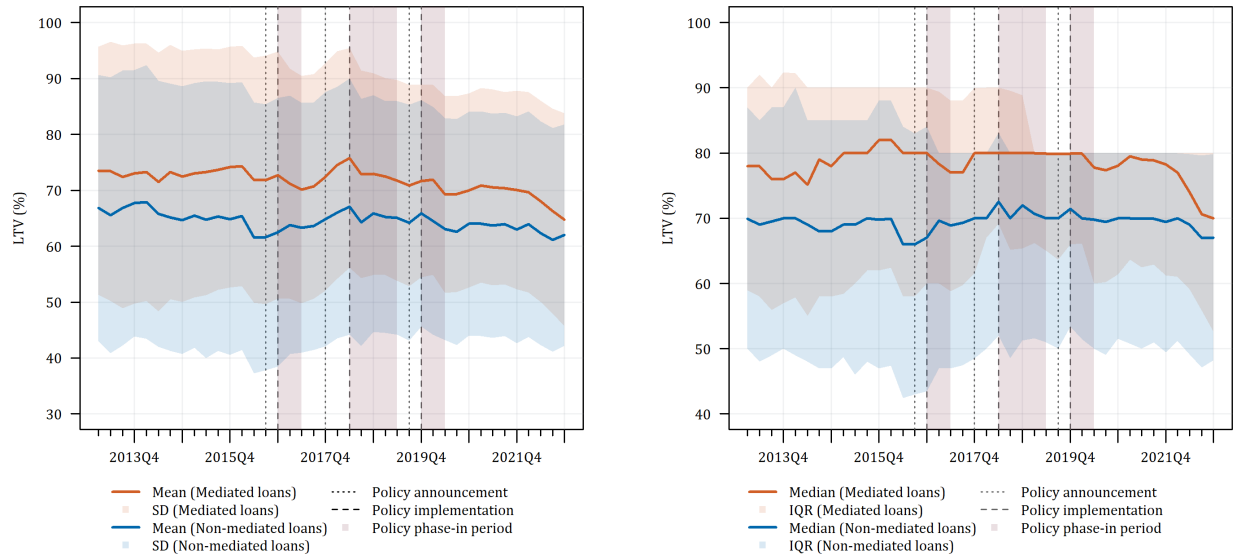 100
90
80
70
60
50
40
30
LTV (%)
2013Q4
2015Q4
2017Q4
2019Q4
2021Q4
Mean (Mediated loans)
SD (Mediated loans)
Mean (Non-mediated loans)
SD (Non-mediated loans)
Policy announcement
Policy implementation
Policy phase-in period
100
90
80
70
60
50
40
LTV (%)
2013Q4
2015Q4
2017Q4
2019Q4
2021Q4
Median (Mediated loans)
IQR (Mediated loans)
Median (Non-mediated loans)
IQR (Non-mediated loans)
Policy announcement
Policy implementation
Policy phase-in period